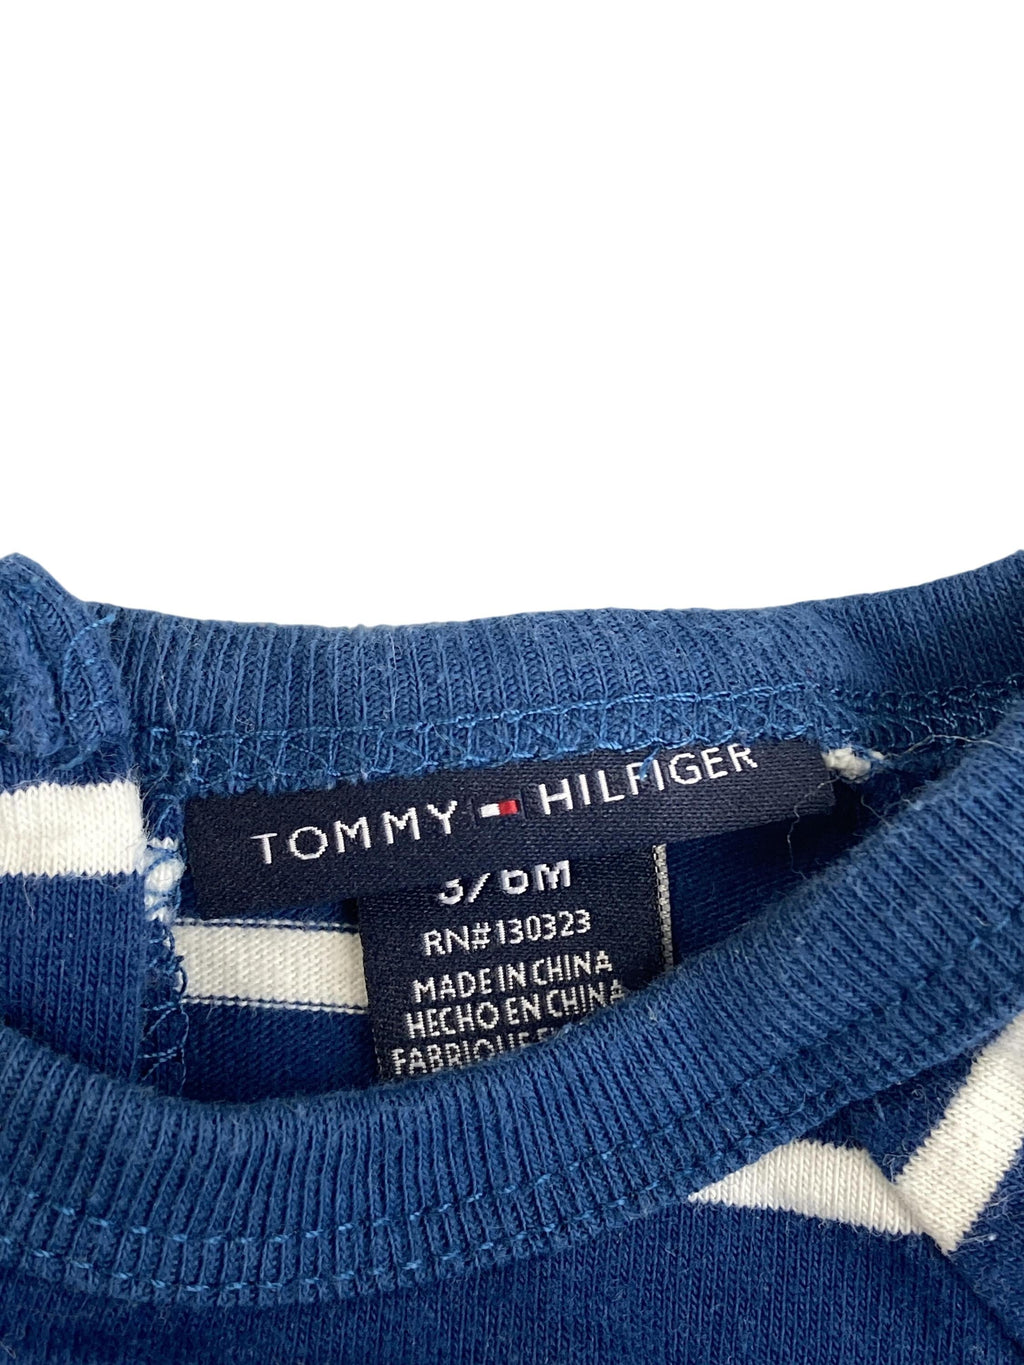 TOMMY HILFIGER
3/6M
RN#130323
MADE IN CHINA
HECHO EN CHINA